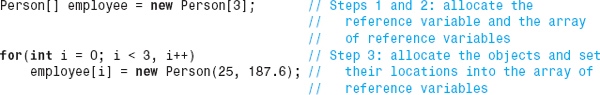 Person[] employee = new Person[3]; // Steps 1 and 2: allocate the
// reference variable and the array
// of reference variables
for(int i = 0; i < 3, i++) // Step 3: allocate the objects and set
employee[i] = new Person(25, 187.6); // their locations into the array of
// reference variables